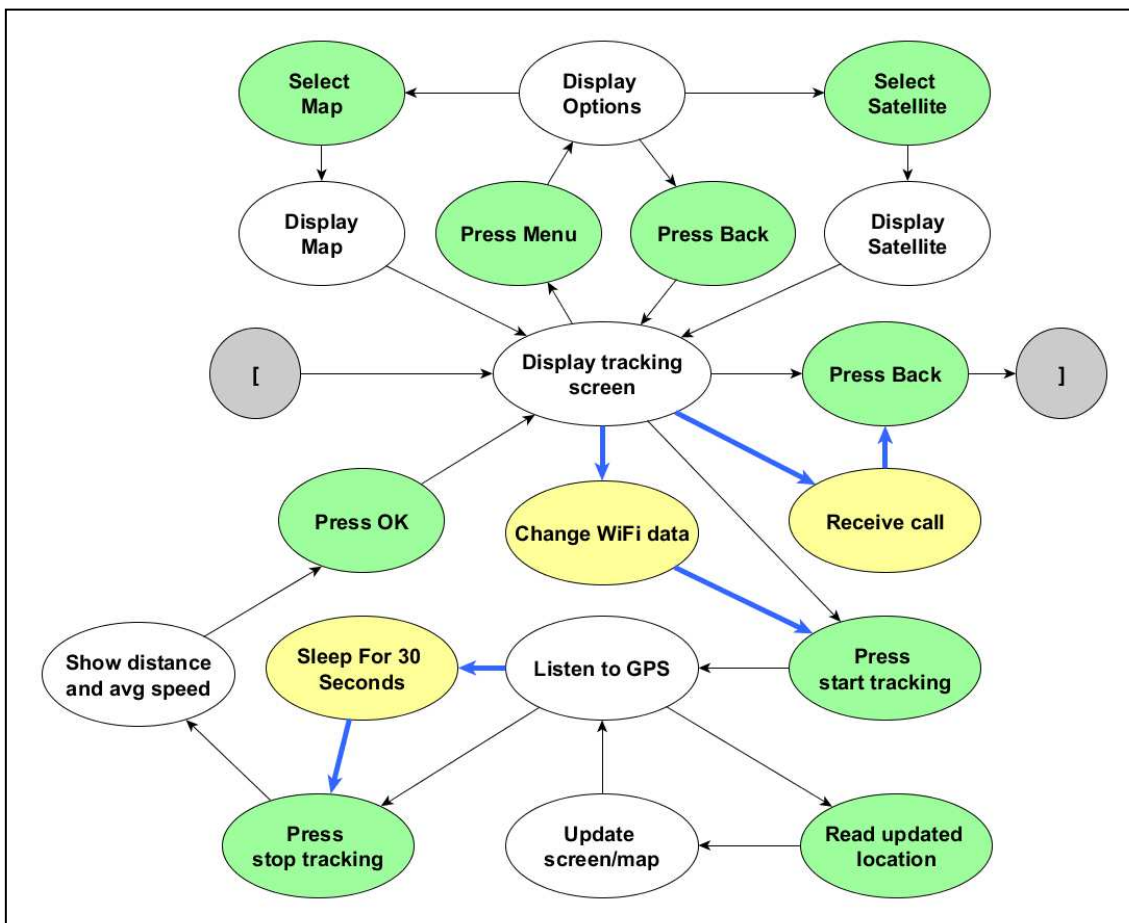 Select
Map
Display
Options
Select
Satellite
Display
Map
Press Menu
Press Back
Display
Satellite
[
Display tracking
screen
Press Back
]
Press OK
Change WiFi data
Receive call
Show distance
and avg speed
Sleep For 30
Seconds
Listen to GPS
Press
start tracking
Press
stop tracking
Update
screen/map
Read updated
location